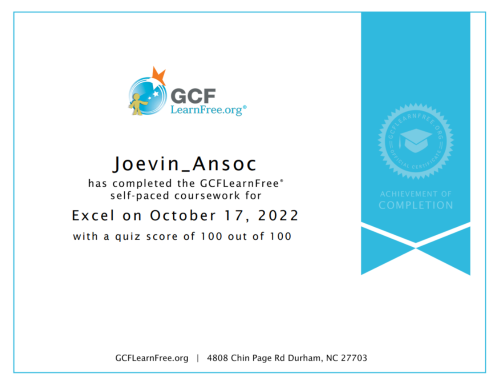 GCF
LearnFree.org®
Joevin_Ansoc
has completed the GCFLearnFree®
self-paced coursework for
Excel on October 17, 2022
with a quiz score of 100 out of 100
ACHIEVEMENT OF
COMPLETION
GCFLearnFree.org | 4808 Chin Page Rd Durham, NC 27703